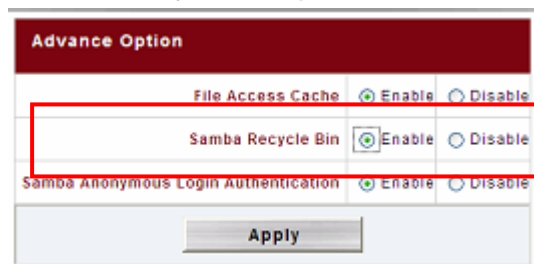 Advance Option
File Access Cache Enable Disable
Samba Recycle Bin Enable Disable
Samba Anonymous Login Authentication Enable Disable
Apply